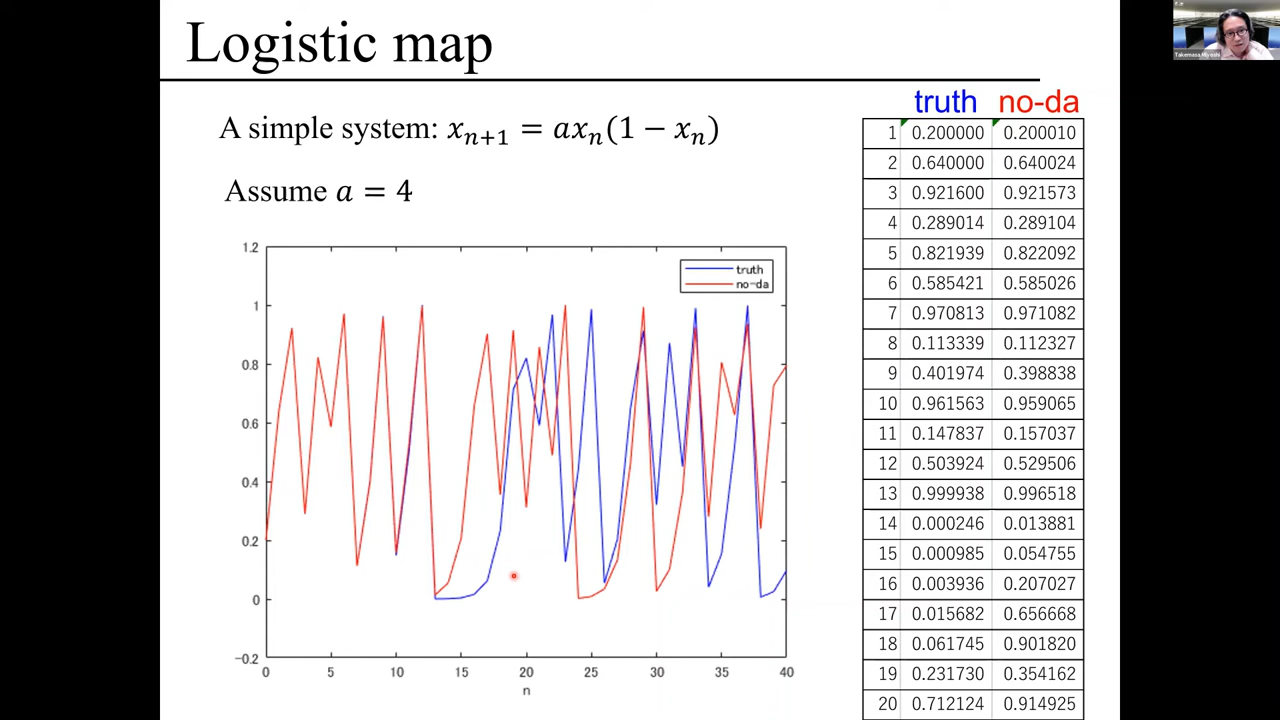 Logistic map
A simple system: xₙ₊₁ = axₙ(1 − xₙ)
Assume a = 4
1.2
1
0.8
0.6
0.4
0.2
0
−0.2
0 5 10 15 20 25 30 35 40
n
truth
no-da
truth no-da
1 0.200000 0.200010
2 0.640000 0.640024
3 0.921600 0.921573
4 0.289014 0.289104
5 0.821939 0.822092
6 0.585421 0.585026
7 0.970813 0.971082
8 0.113339 0.112327
9 0.401974 0.398838
10 0.961563 0.959065
11 0.147837 0.157037
12 0.503924 0.529506
13 0.999938 0.996518
14 0.000246 0.013881
15 0.000985 0.054755
16 0.003936 0.207027
17 0.015682 0.656668
18 0.061745 0.901820
19 0.231730 0.354162
20 0.712124 0.914925
Takemasa Miyoshi